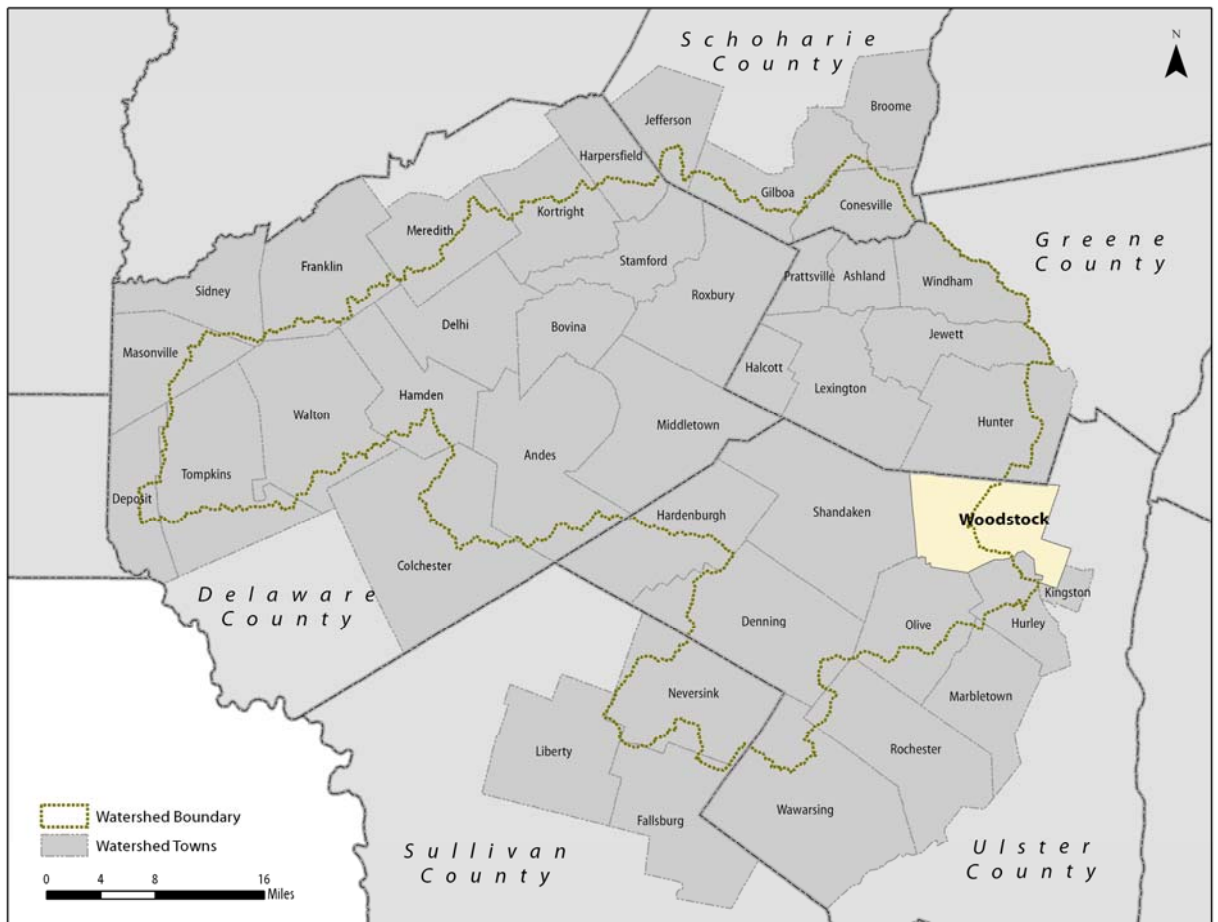 Schoharie
County
N
Broome
Jefferson
Harpersfield
Gilboa
Conesville
Kortright
Meredith
Greene
County
Stamford
Franklin
Prattsville
Ashland
Windham
Sidney
Roxbury
Delhi
Bovina
Jewett
Masonville
Halcott
Lexington
Hamden
Walton
Hunter
Middletown
Andes
Tompkins
Deposit
Hardenburgh
Shandaken
Woodstock
Colchester
Delaware
County
Kingston
Denning
Olive
Hurley
Neversink
Marbletown
Liberty
Rochester
Wawarsing
Fallsburg
Sullivan
County
Ulster
County
Watershed Boundary
Watershed Towns
0 4 8 16
Miles